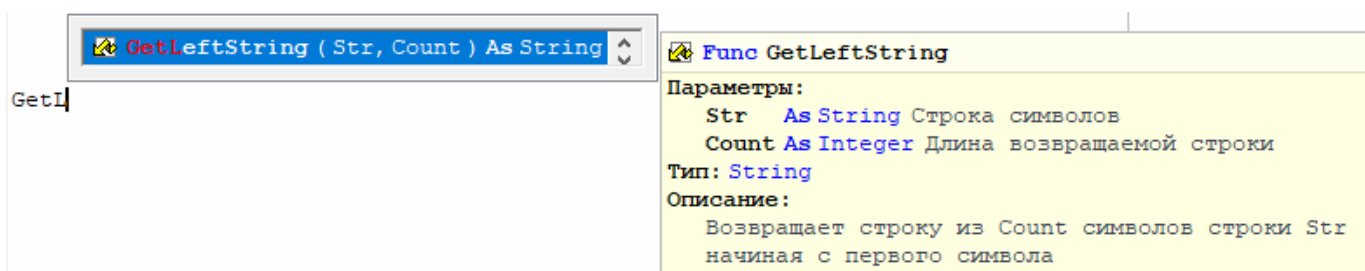 GetLeftString ( Str, Count ) As String
GetL
Func GetLeftString
Параметры:
Str As String Строка символов
Count As Integer Длина возвращаемой строки
Тип: String
Описание:
Возвращает строку из Count символов строки Str
начиная с первого символа